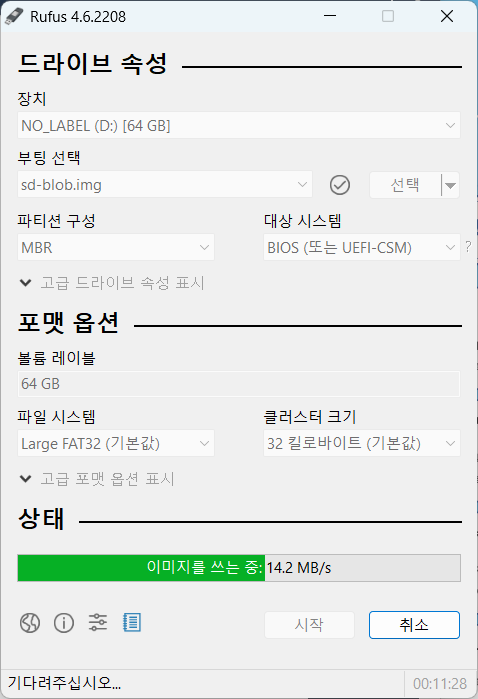 Rufus 4.6.2208
드라이브 속성
장치
NO_LABEL (D:) [64 GB]
부팅 선택
sd-blob.img
선택
파티션 구성
대상 시스템
MBR
BIOS (또는 UEFI-CSM)
?
고급 드라이브 속성 표시
포맷 옵션
볼륨 레이블
64 GB
파일 시스템
클러스터 크기
Large FAT32 (기본값)
32 킬로바이트 (기본값)
고급 포맷 옵션 표시
상태
이미지를 쓰는 중: 14.2 MB/s
시작
취소
기다려주십시오...
00:11:28